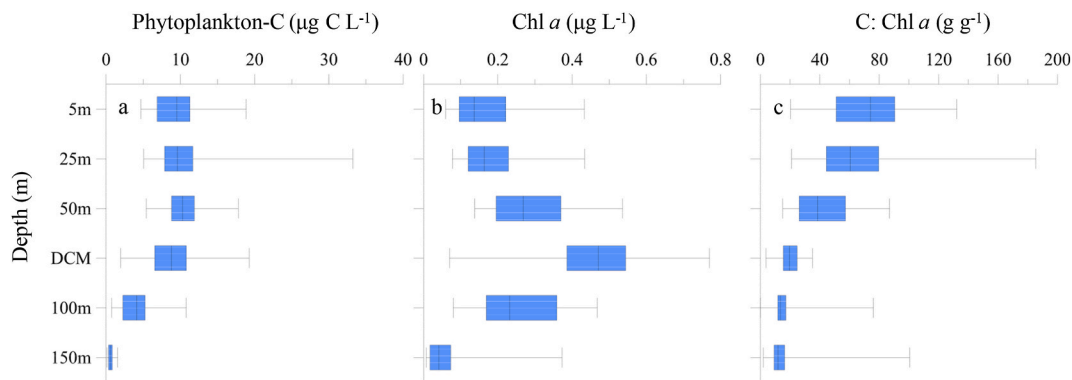 Phytoplankton-C (μg C L⁻¹) Chl a (μg L⁻¹) C: Chl a (g g⁻¹)
0 10 20 30 40 0 0.2 0.4 0.6 0.8 0 40 80 120 160 200
a b c
Depth (m)
5m
25m
50m
DCM
100m
150m